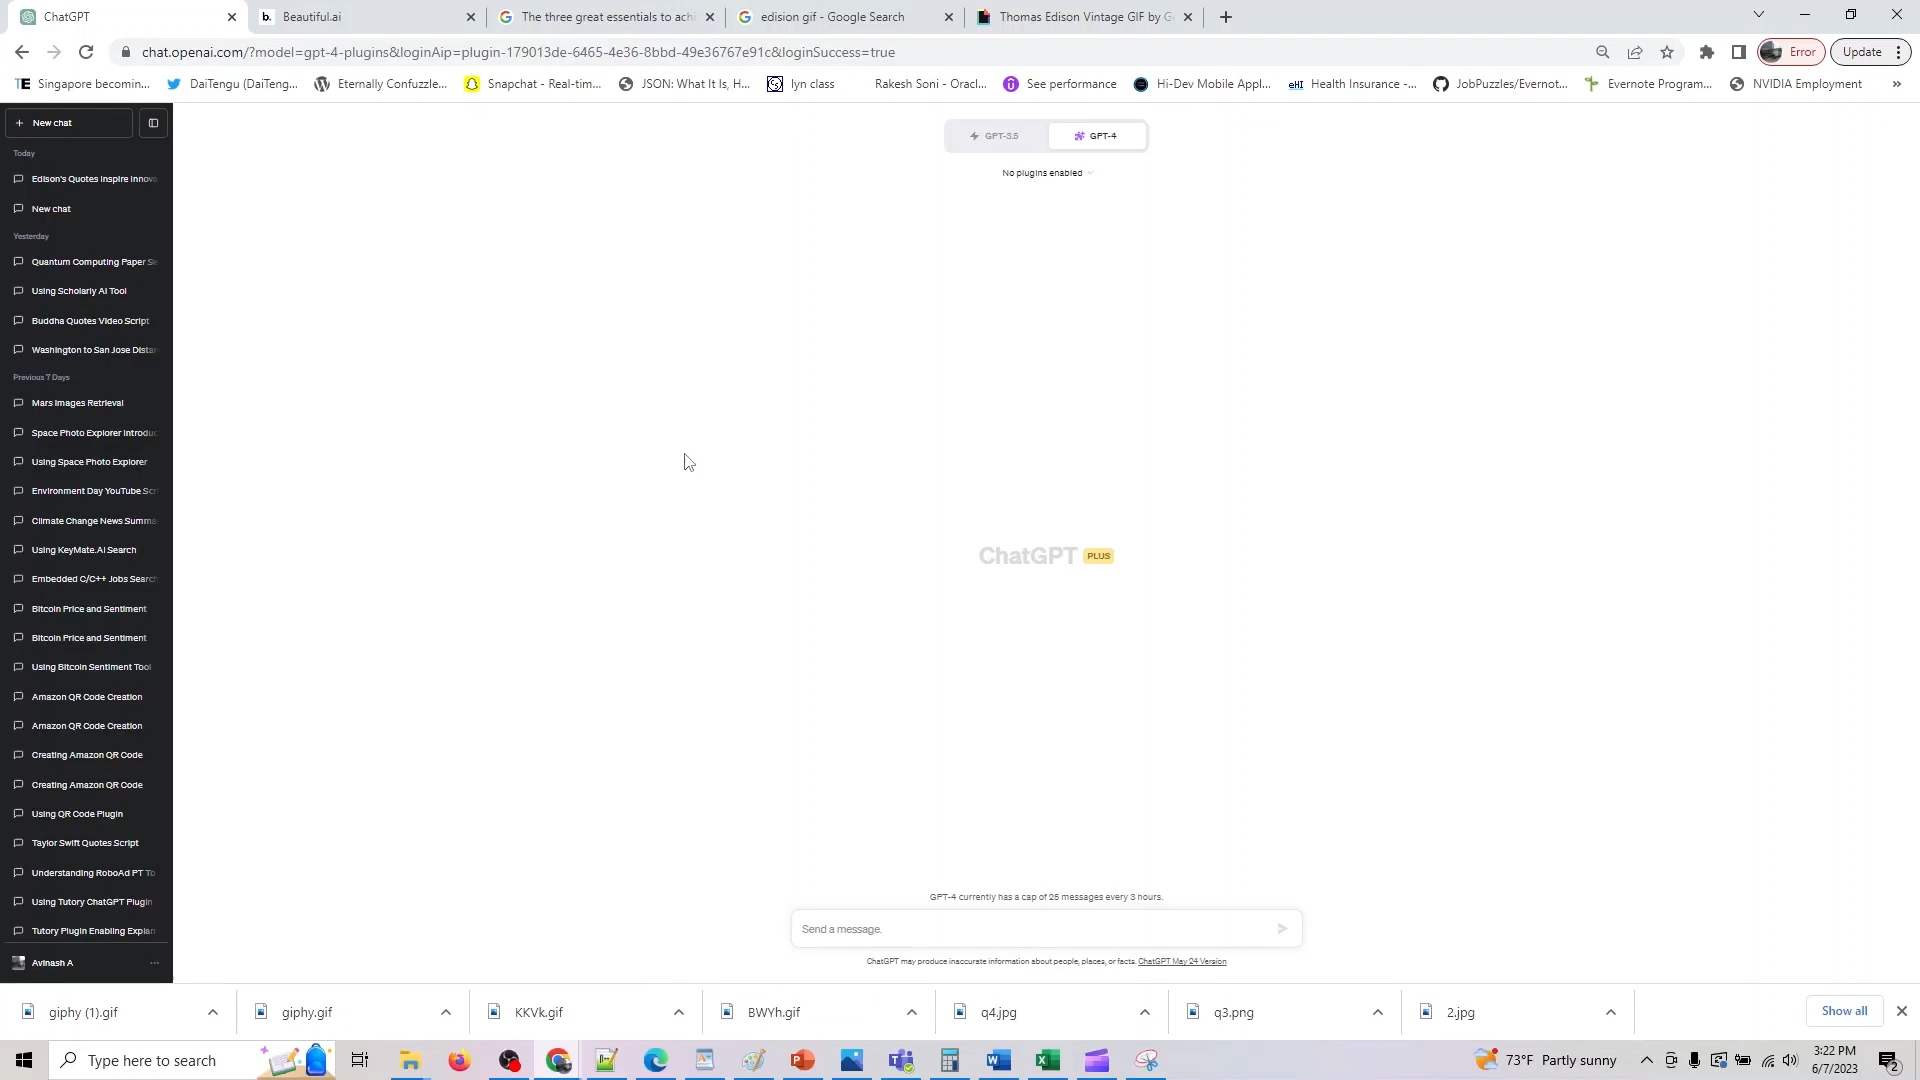 ChatGPT
Beautiful.ai
The three great essentials to achi
edision gif - Google Search
Thomas Edison Vintage GIF by G
chat.openai.com/?model=gpt-4-plugins&loginAip=plugin-179013de-6465-4e36-8bbd-49e36767e91c&loginSuccess=true
Error
Update
Singapore becomin...
DaiTengu (DaiTeng...
Eternally Confuzzle...
Snapchat - Real-tim...
JSON: What It Is, H...
lyn class
Rakesh Soni - Oracl...
See performance
Hi-Dev Mobile Appl...
Health Insurance -...
JobPuzzles/Evernot...
Evernote Program...
NVIDIA Employment
New chat
GPT-3.5
GPT-4
No plugins enabled
Today
Edison's Quotes Inspire Innova
New chat
Yesterday
Quantum Computing Paper Se
Using Scholarly AI Tool
Buddha Quotes Video Script
Washington to San Jose Distan
Previous 7 Days
Mars Images Retrieval
Space Photo Explorer Introduc
Using Space Photo Explorer
Environment Day YouTube Scri
Climate Change News Summa
Using KeyMate.AI Search
Embedded C/C++ Jobs Search
Bitcoin Price and Sentiment
Bitcoin Price and Sentiment
Using Bitcoin Sentiment Tool
Amazon QR Code Creation
Amazon QR Code Creation
Creating Amazon QR Code
Creating Amazon QR Code
Using QR Code Plugin
Taylor Swift Quotes Script
Understanding RoboAd PT To
Using Tutory ChatGPT Plugin
Tutory Plugin Enabling Explan
Avinash A
ChatGPT PLUS
GPT-4 currently has a cap of 25 messages every 3 hours.
Send a message.
ChatGPT may produce inaccurate information about people, places, or facts. ChatGPT May 24 Version
giphy (1).gif
giphy.gif
KKVk.gif
BWYh.gif
q4.jpg
q3.png
2.jpg
Show all
Type here to search
73°F Partly sunny
3:22 PM
6/7/2023
2